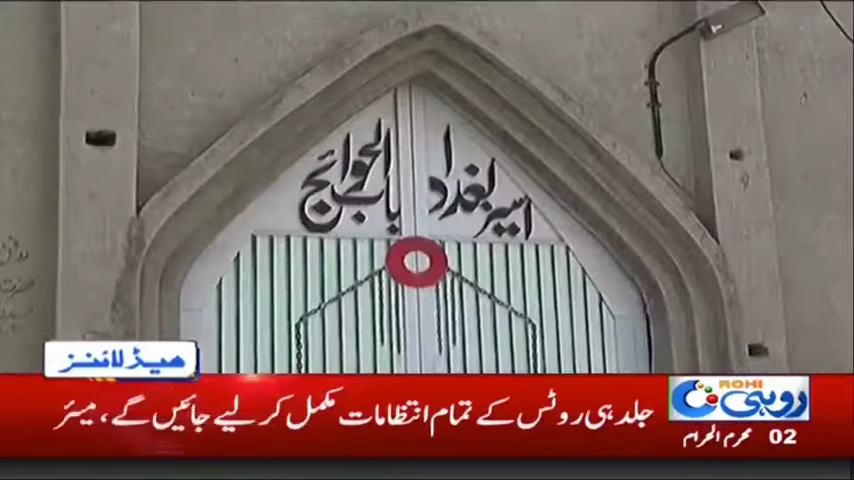 اسیر بغداد باب الحوائج
ہیڈلائنز
جلد ہی روٹس کے تمام انتظامات مکمل کر لیے جائیں گے، میئر
ROHI
روہی
02 محرم الحرام